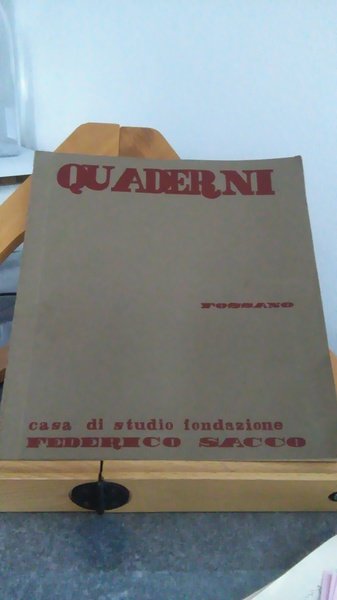 QUADERNI
FOSSANO
casa di studio fondazione
FEDERICO SACCO